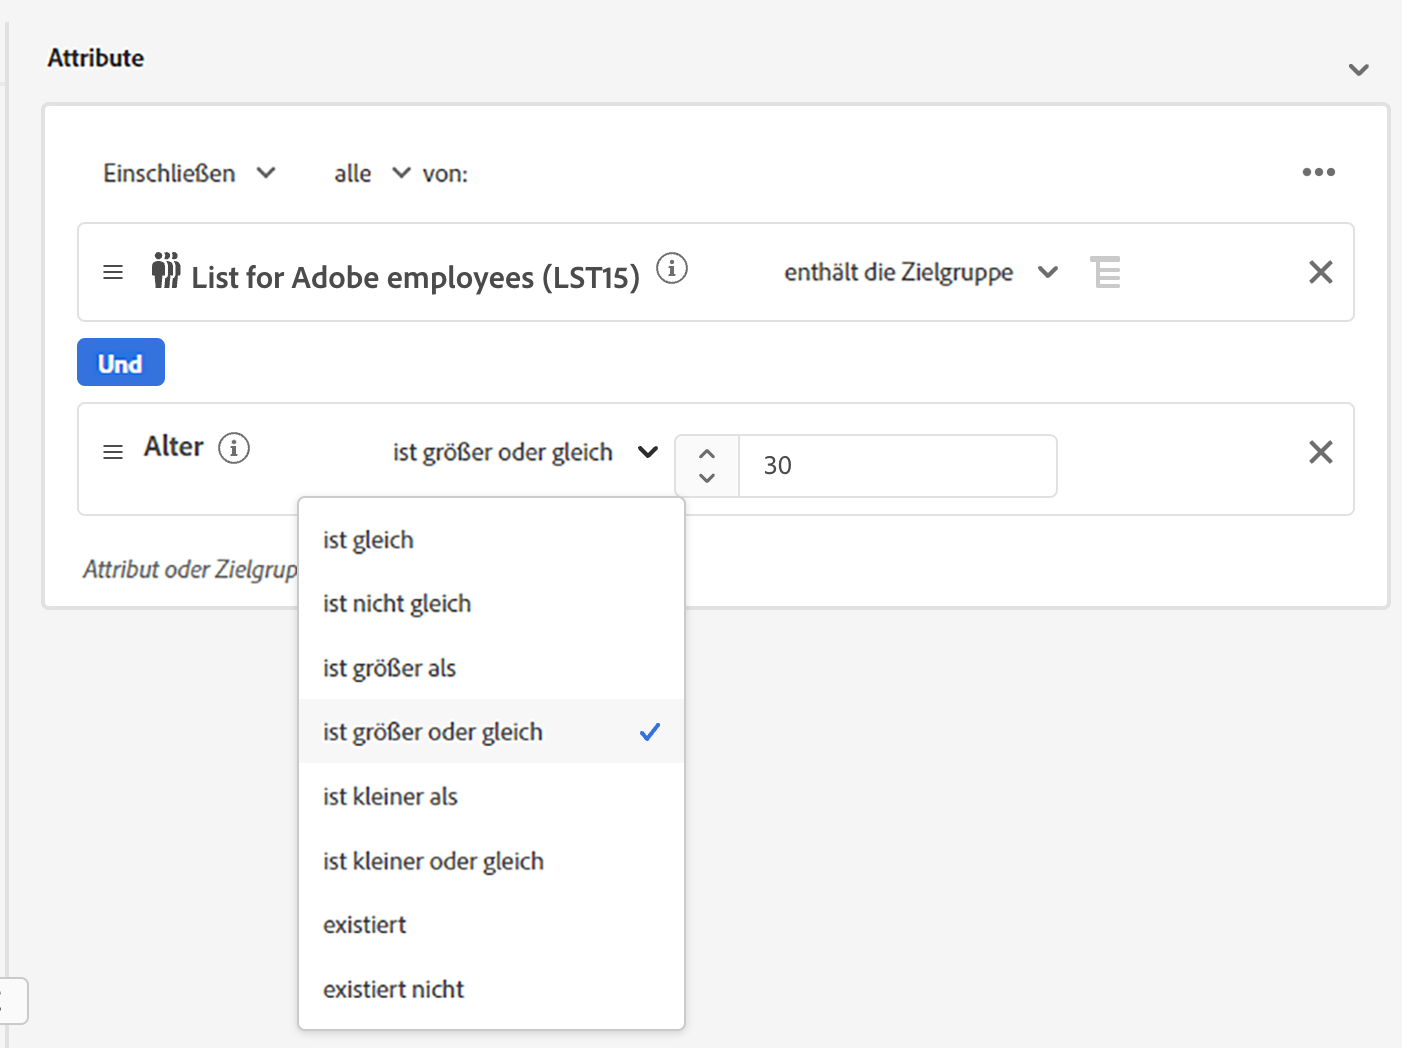 Attribute
Einschließen alle von:
List for Adobe employees (LST15) enthält die Zielgruppe
Und
Alter ist größer oder gleich 30
ist gleich
Attribut oder
ist nicht gleich
ist größer als
ist größer oder gleich
ist kleiner als
ist kleiner oder gleich
existiert
existiert nicht